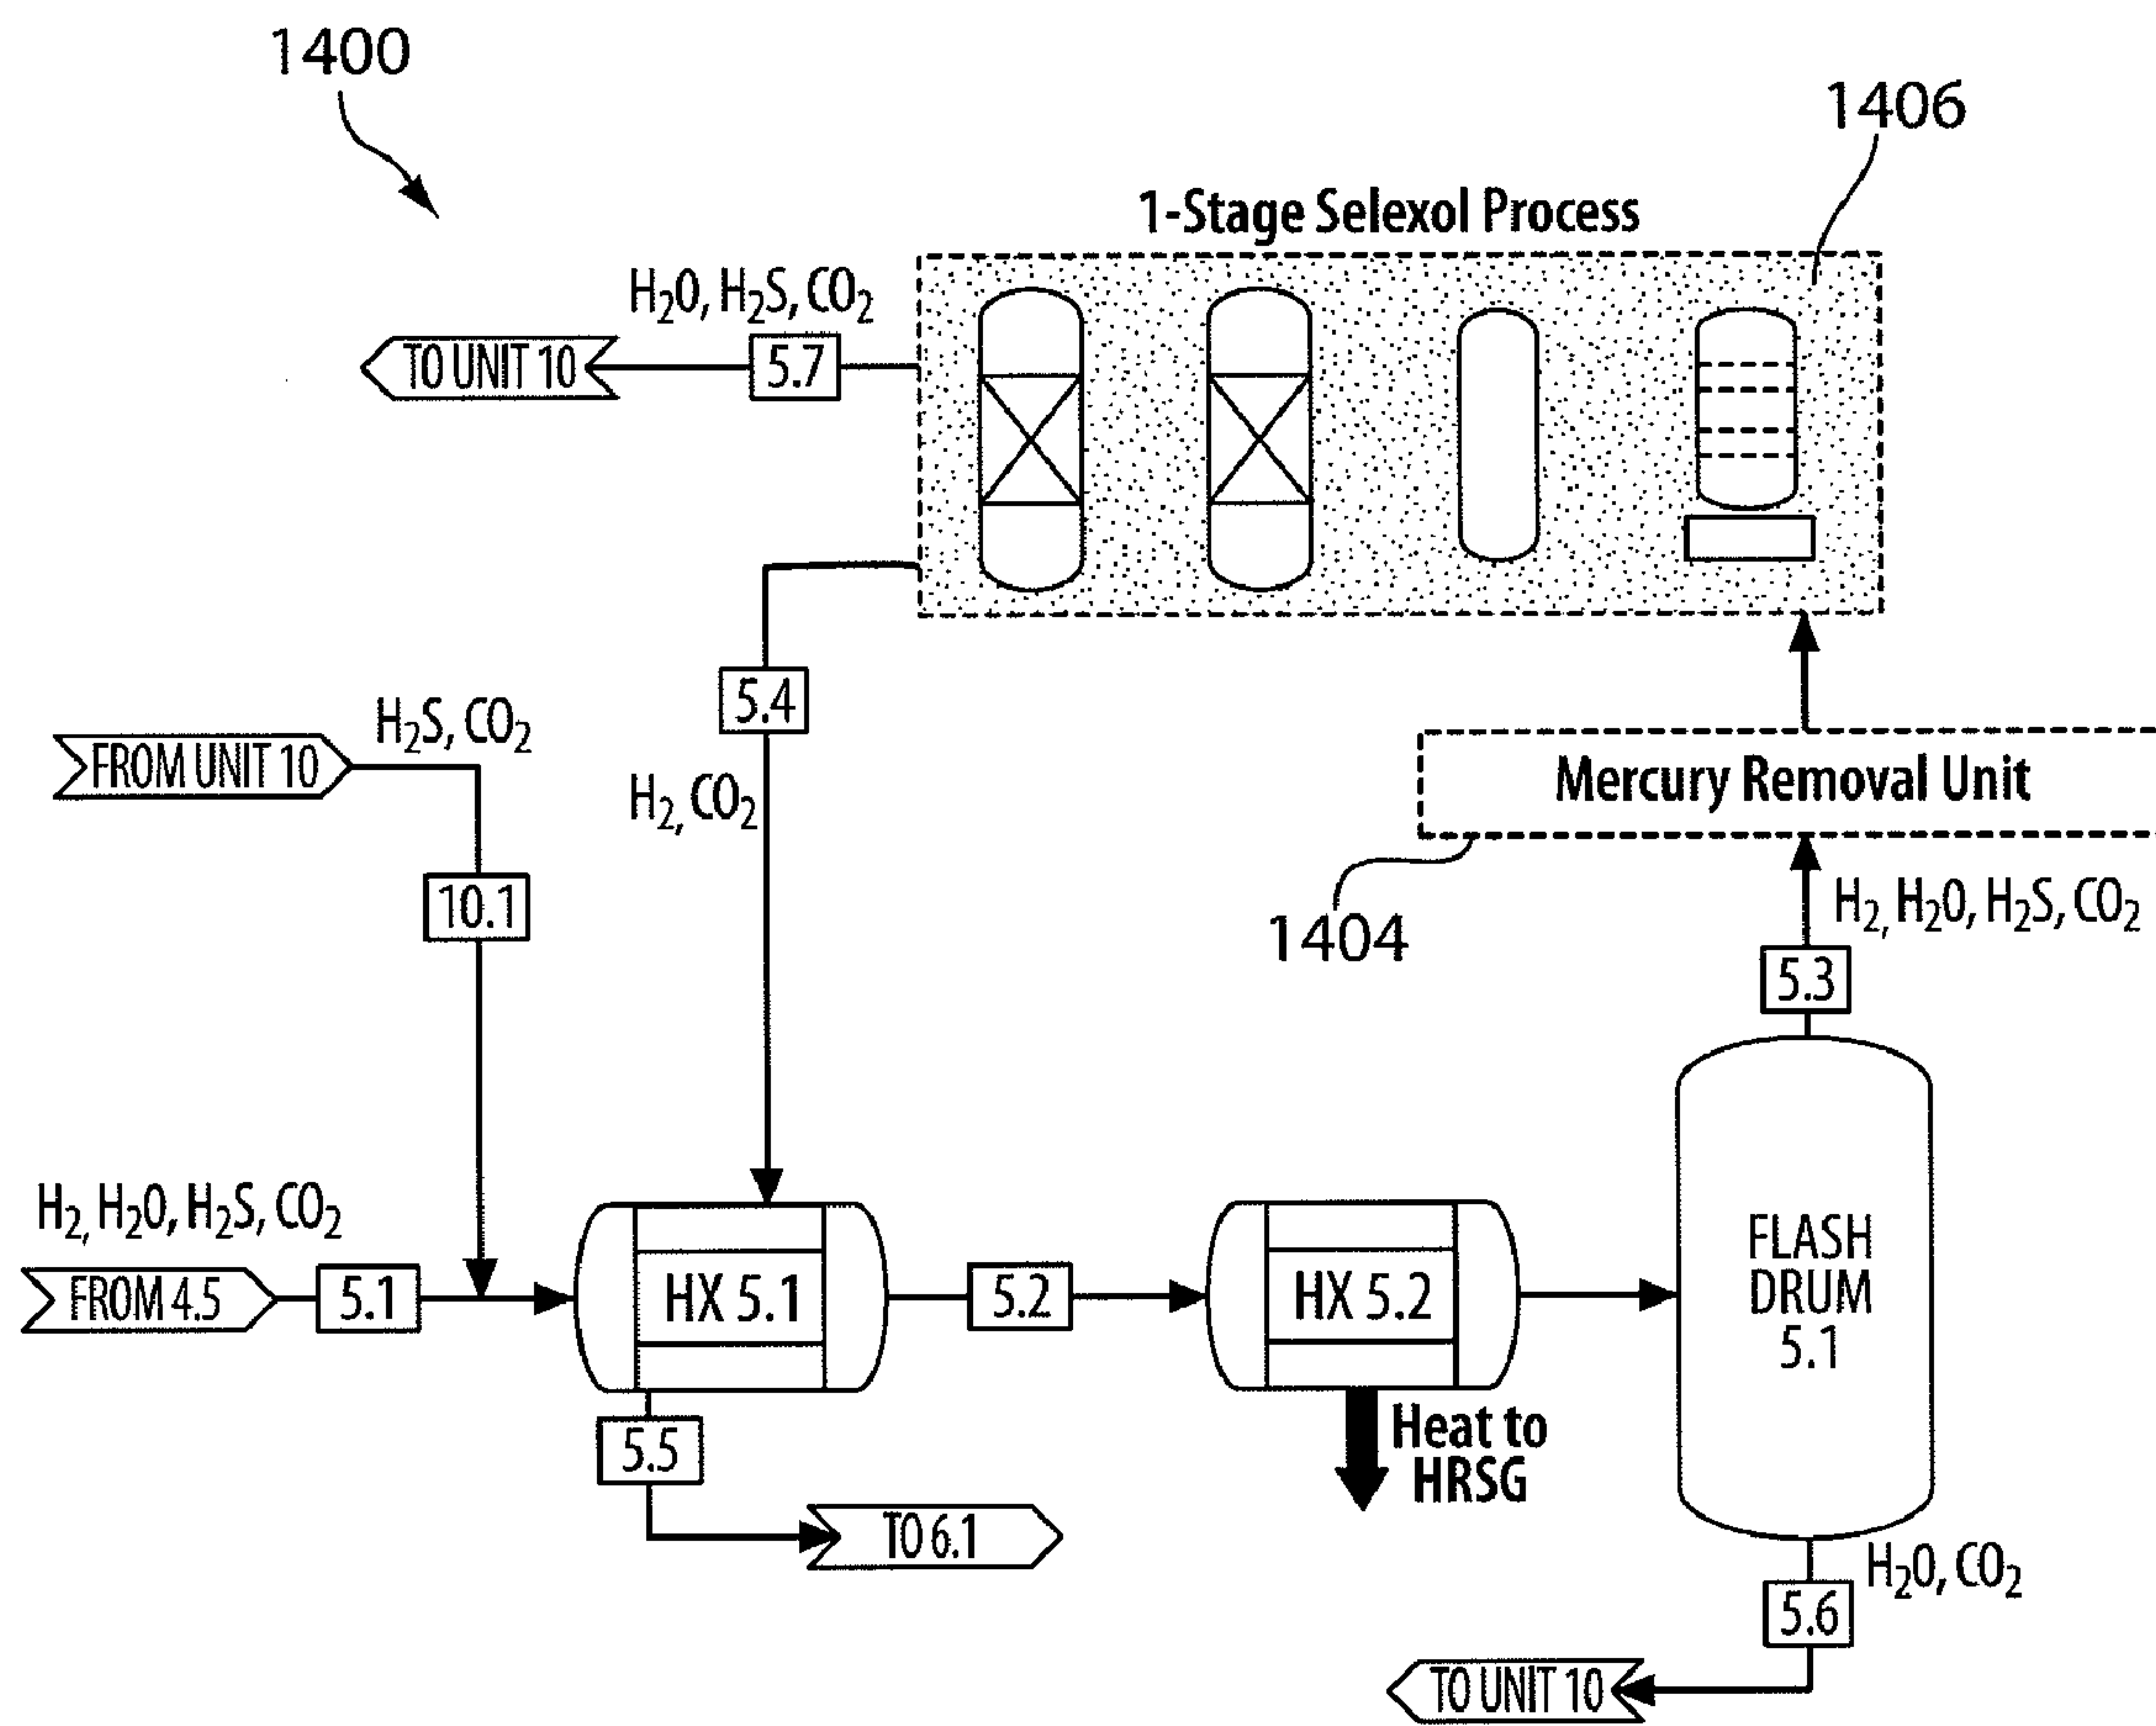 1400
1406
1-Stage Selexol Process
H2O, H2S, CO2
TO UNIT 10
5.7
5.4
H2S, CO2
FROM UNIT 10
H2, CO2
Mercury Removal Unit
10.1
1404
H2, H2O, H2S, CO2
5.3
H2, H2O, H2S, CO2
FROM 4.5
5.1
HX 5.1
5.2
HX 5.2
FLASH
DRUM
5.1
5.5
Heat to
HRSG
TO 6.1
H2O, CO2
5.6
TO UNIT 10